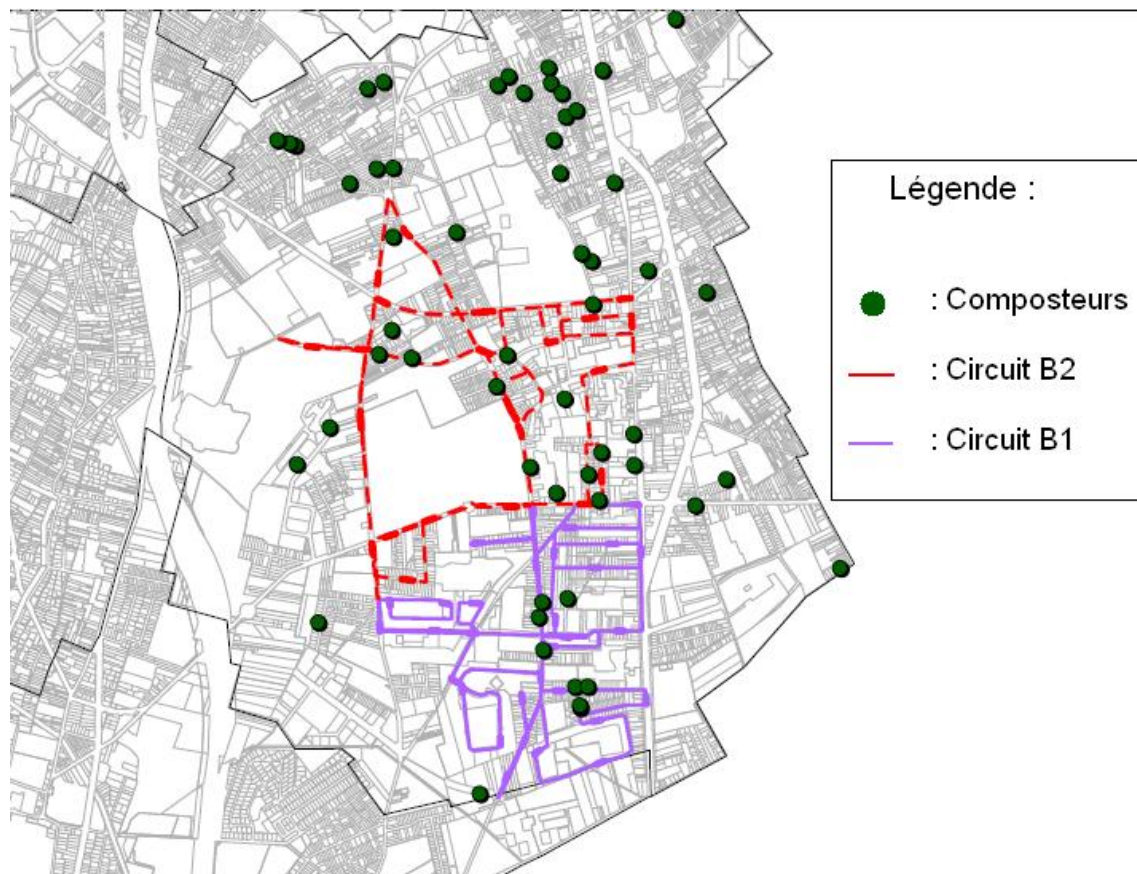 Légende :
: Composteurs
: Circuit B2
: Circuit B1